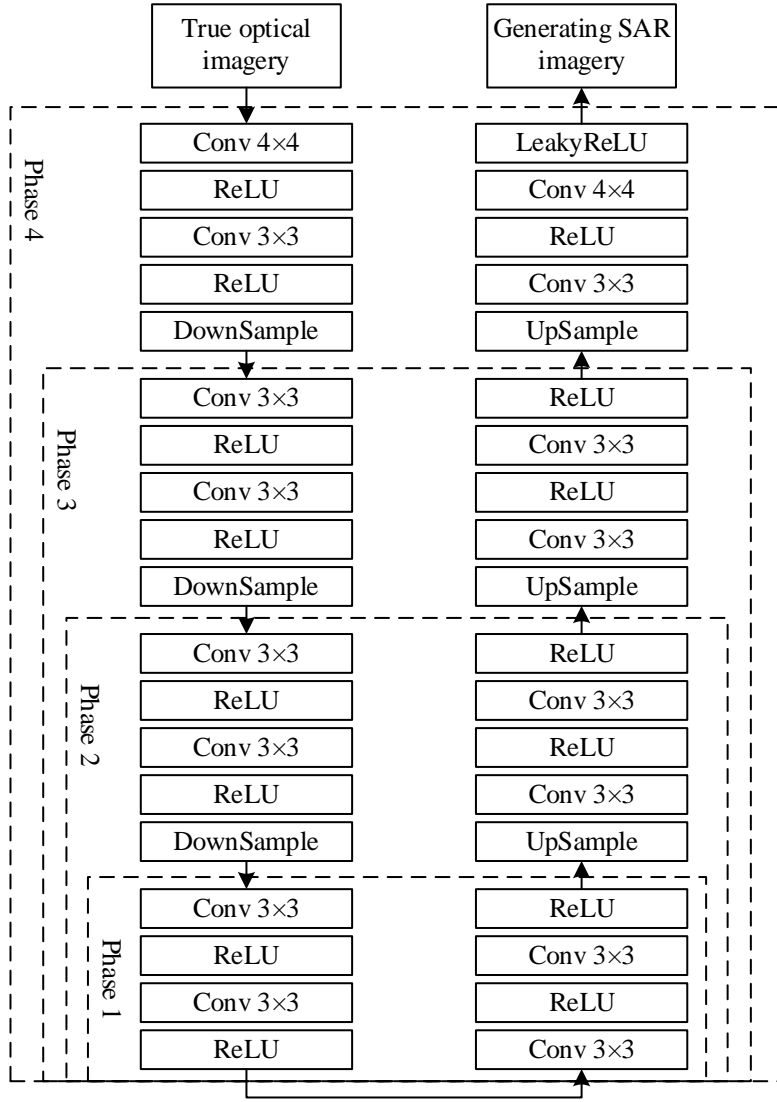 True optical
imagery
Generating SAR
imagery
Phase 4
Conv 4×4
ReLU
Conv 3×3
ReLU
DownSample
Phase 3
Conv 3×3
ReLU
Conv 3×3
ReLU
DownSample
Phase 2
Conv 3×3
ReLU
Conv 3×3
ReLU
DownSample
Phase 1
Conv 3×3
ReLU
Conv 3×3
ReLU
LeakyReLU
Conv 4×4
ReLU
Conv 3×3
UpSample
ReLU
Conv 3×3
ReLU
Conv 3×3
UpSample
ReLU
Conv 3×3
ReLU
Conv 3×3
UpSample
ReLU
Conv 3×3
ReLU
Conv 3×3